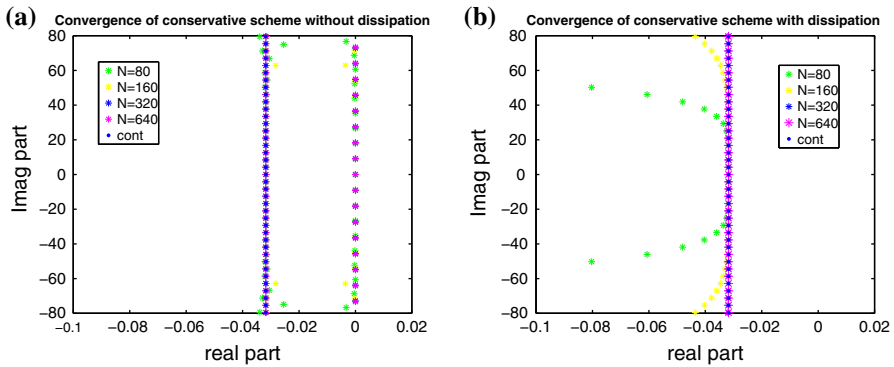 (a)
Convergence of conservative scheme without dissipation
80
60
40
20
0
−20
−40
−60
−80
Imag part
N=80
N=160
N=320
N=640
cont
−0.1
−0.08
−0.06
−0.04
−0.02
0
0.02
real part
(b)
Convergence of conservative scheme with dissipation
80
60
40
20
0
−20
−40
−60
−80
Imag part
N=80
N=160
N=320
N=640
cont
−0.1
−0.08
−0.06
−0.04
−0.02
0
0.02
real part